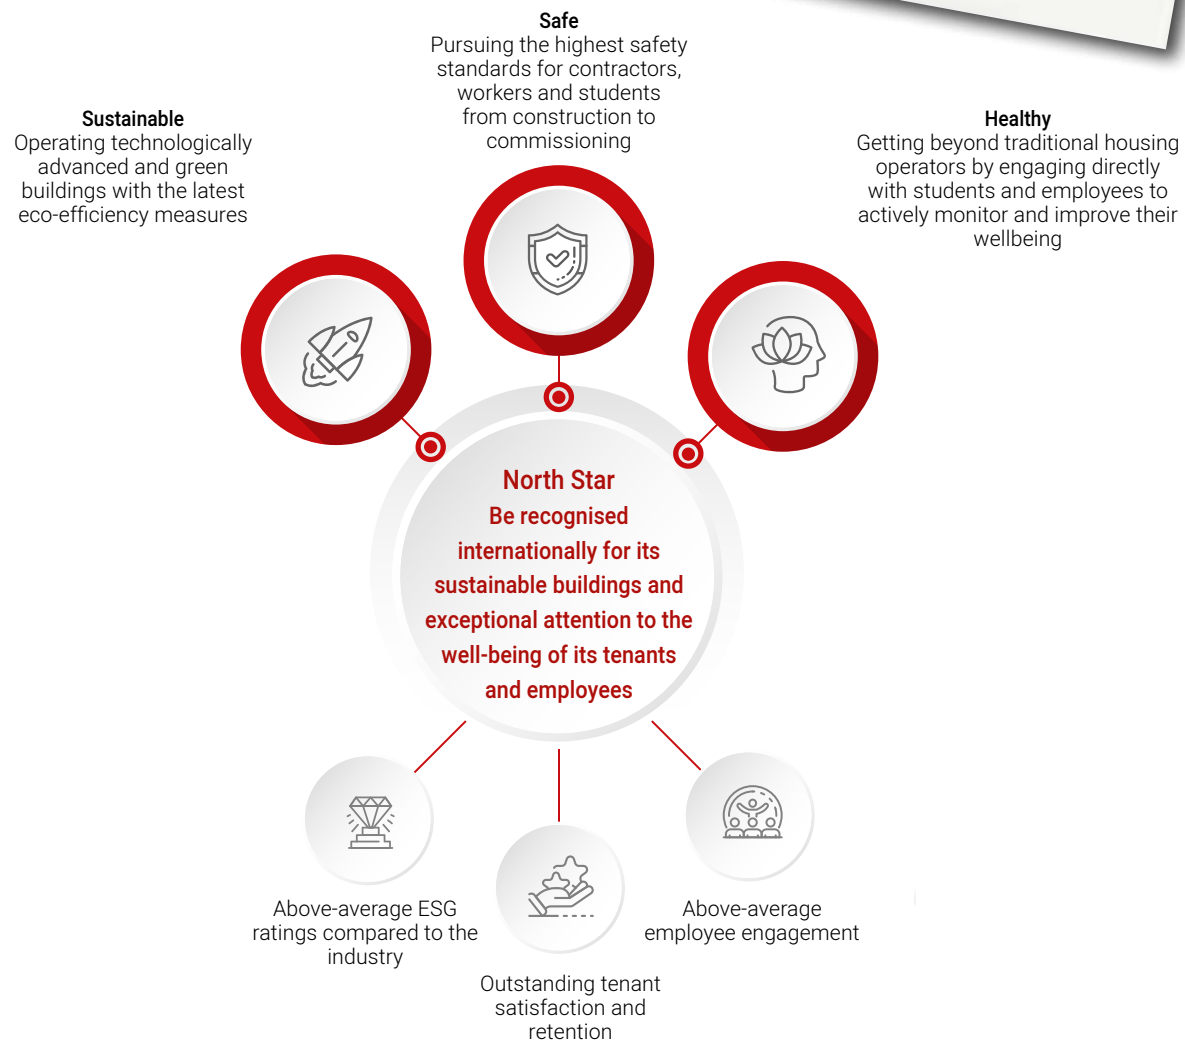 Safe
Pursuing the highest safety
standards for contractors,
workers and students
from construction to
commissioning
Sustainable
Operating technologically
advanced and green
buildings with the latest
eco-efficiency measures
Healthy
Getting beyond traditional housing
operators by engaging directly
with students and employees to
actively monitor and improve their
wellbeing
North Star
Be recognised
internationally for its
sustainable buildings and
exceptional attention to the
well-being of its tenants
and employees
Above-average ESG
ratings compared to the
industry
Outstanding tenant
satisfaction and
retention
Above-average
employee engagement